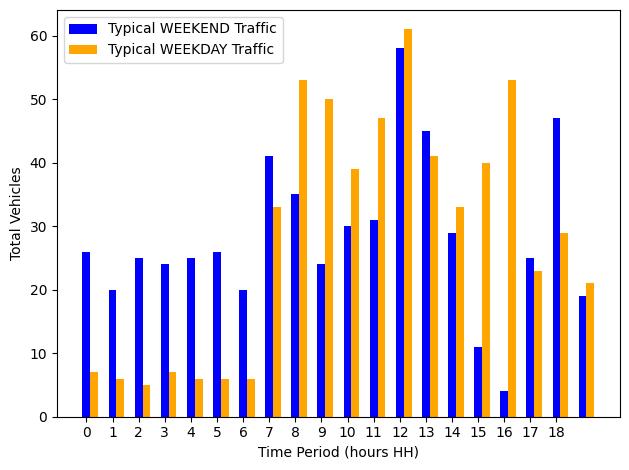 Typical WEEKEND Traffic
Typical WEEKDAY Traffic
Total Vehicles
60
50
40
30
20
10
0
0 1 2 3 4 5 6 7 8 9 10 11 12 13 14 15 16 17 18
Time Period (hours HH)